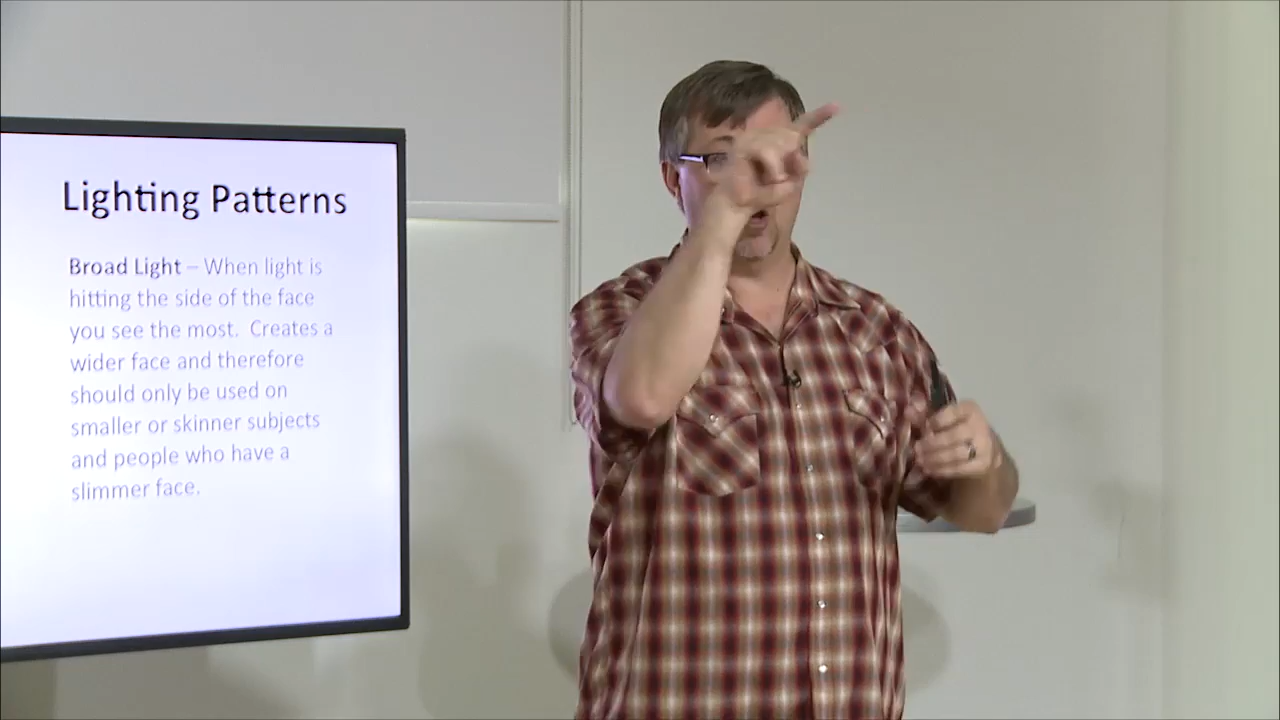 Lighting Patterns
Broad Light – When light is
hitting the side of the face
you see the most. Creates a
wider face and therefore
should only be used on
smaller or skinner subjects
and people who have a
slimmer face.